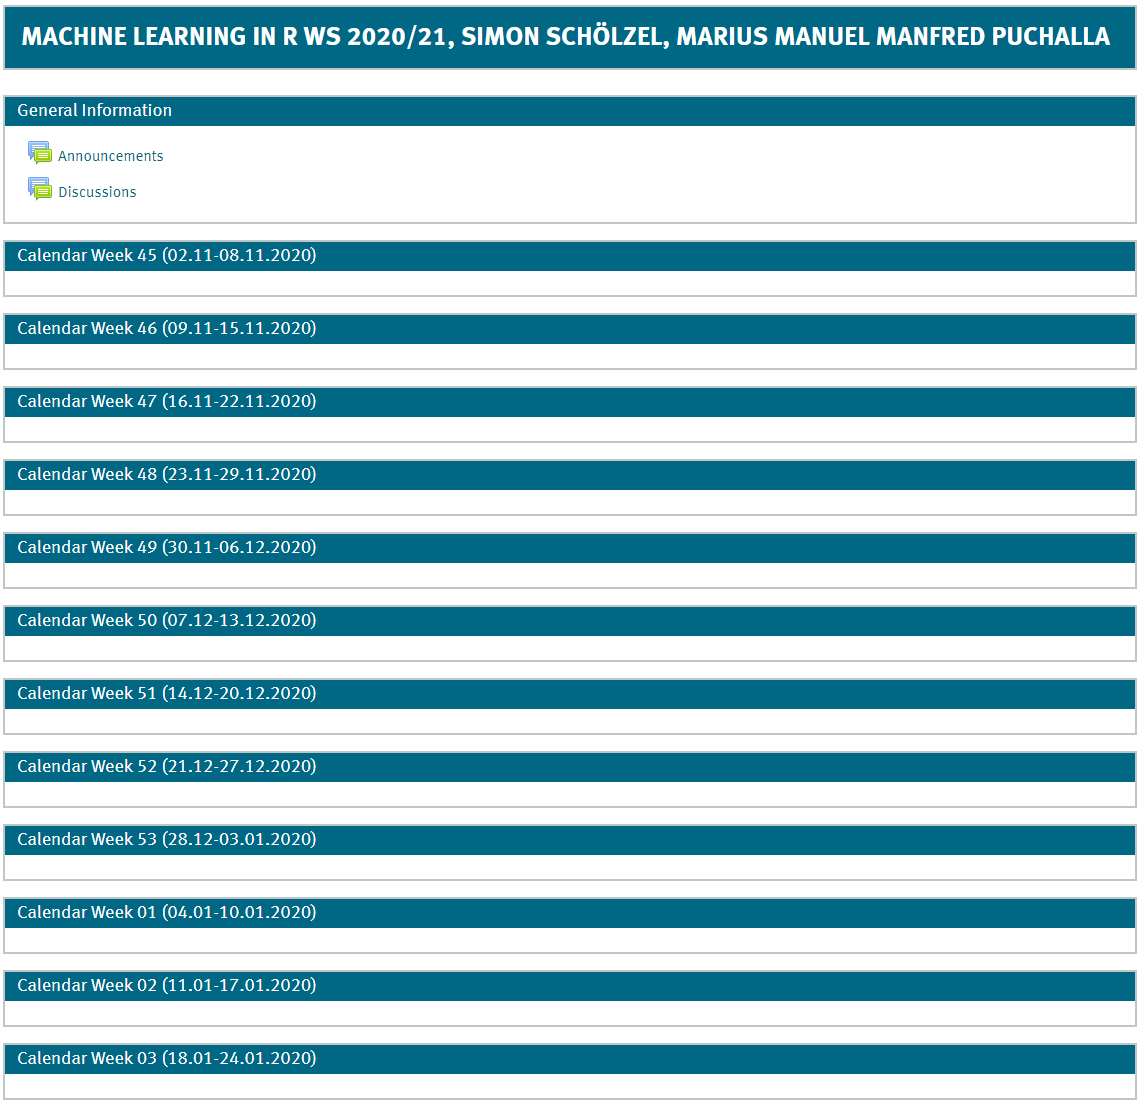 MACHINE LEARNING IN R WS 2020/21, SIMON SCHÖLZEL, MARIUS MANUEL MANFRED PUCHALLA
General Information
Announcements
Discussions
Calendar Week 45 (02.11-08.11.2020)
Calendar Week 46 (09.11-15.11.2020)
Calendar Week 47 (16.11-22.11.2020)
Calendar Week 48 (23.11-29.11.2020)
Calendar Week 49 (30.11-06.12.2020)
Calendar Week 50 (07.12-13.12.2020)
Calendar Week 51 (14.12-20.12.2020)
Calendar Week 52 (21.12-27.12.2020)
Calendar Week 53 (28.12-03.01.2020)
Calendar Week 01 (04.01-10.01.2020)
Calendar Week 02 (11.01-17.01.2020)
Calendar Week 03 (18.01-24.01.2020)